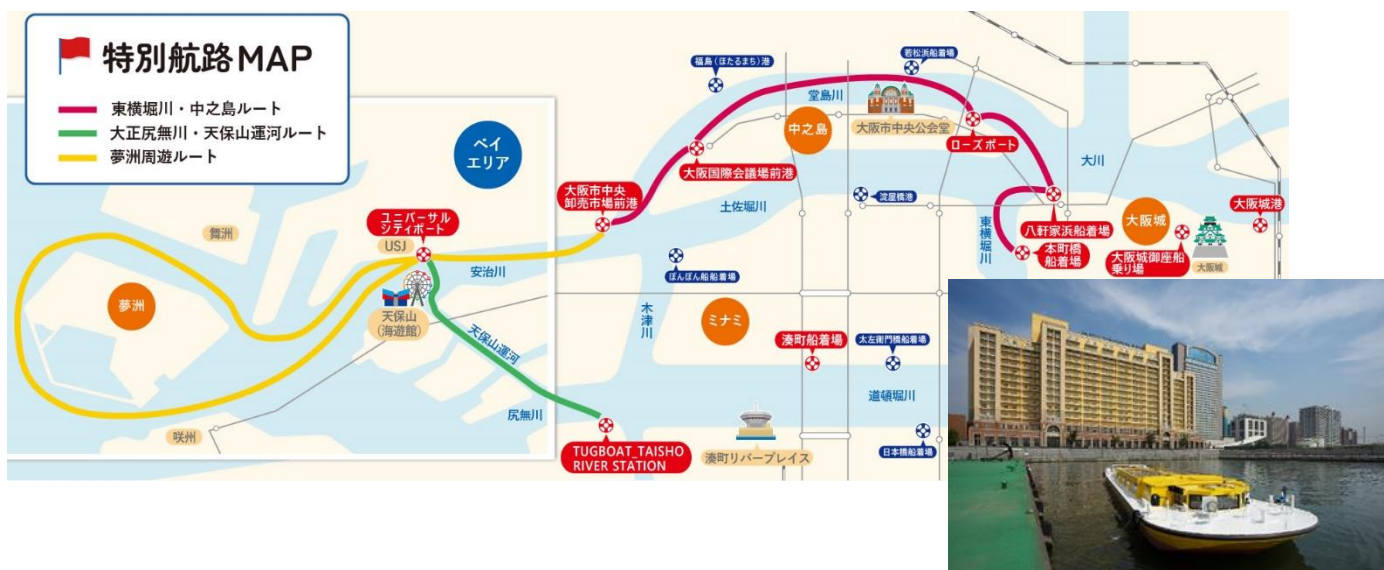 特別航路MAP
東横堀川・中之島ルート
大正尻無川・天保山運河ルート
夢洲周遊ルート
ベイ
エリア
福島(ほたるまち)港
若松浜船着場
堂島川
中之島
大阪市中央公会堂
ローズポート
大阪国際会議場前港
大川
大阪市中央
卸売市場前港
土佐堀川
淀屋橋港
東横堀川
八軒家浜船着場
本町橋
船着場
大阪城
大阪城港
大阪城御座船
乗り場
大阪城
ユニバーサル
シティポート
USJ
舞洲
安治川
ぽんぽん船船着場
夢洲
天保山
(海遊館)
天保山運河
木津川
ミナミ
湊町船着場
太左衛門橋船着場
道頓堀川
尻無川
咲州
TUGBOAT_TAISHO
RIVER STATION
湊町リバープレイス
日本橋船着場